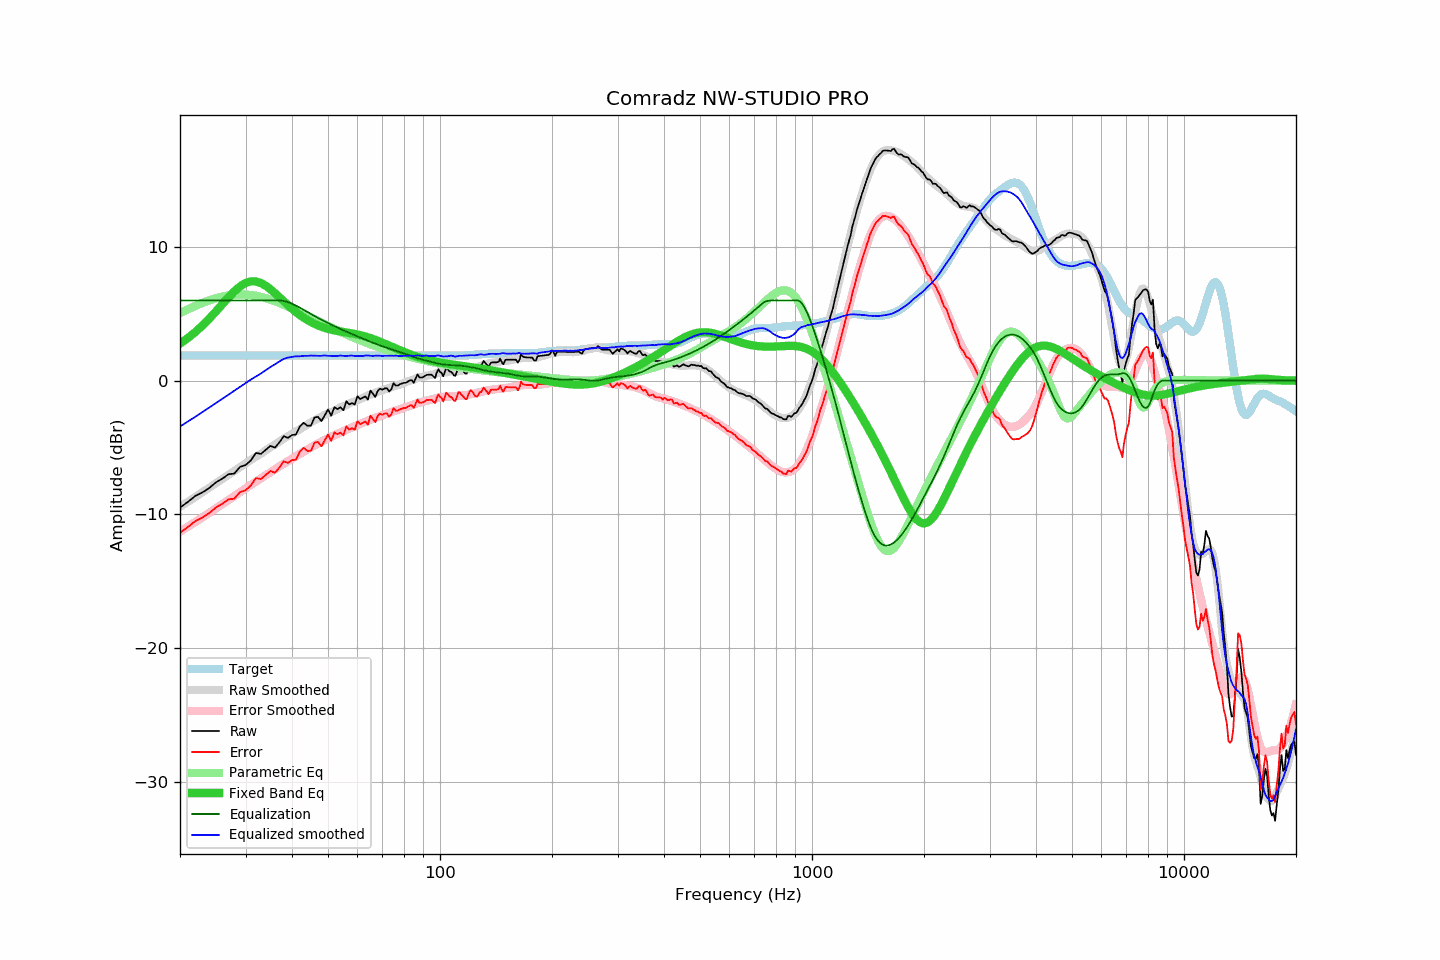 Comradz NW-STUDIO PRO
Amplitude (dBr)
10
0
−10
−20
−30
Target
Raw Smoothed
Error Smoothed
Raw
Error
Parametric Eq
Fixed Band Eq
Equalization
Equalized smoothed
100
1000
10000
Frequency (Hz)